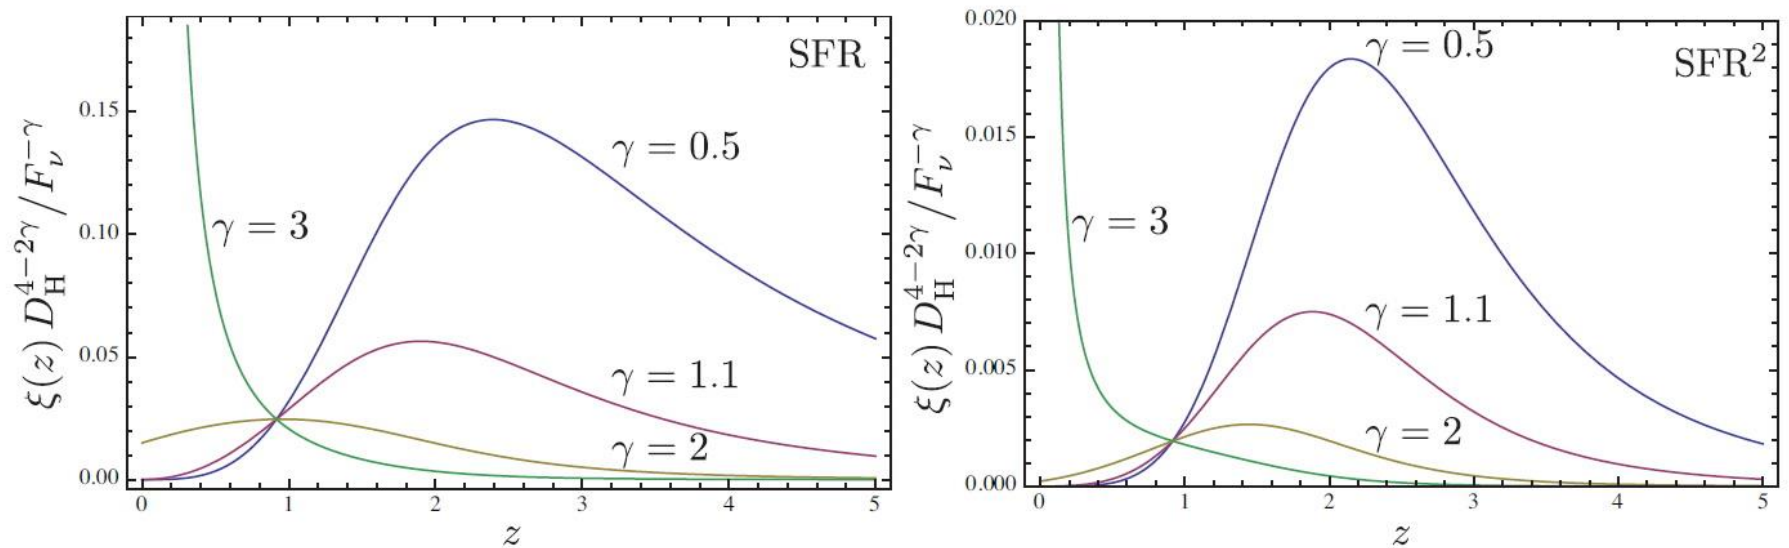 SFR
0.15
0.10
0.05
0.00
γ = 0.5
γ = 3
γ = 1.1
γ = 2
0 1 2 3 4 5
z
ξ(z) D_H^{4−2γ}/F_ν^{−γ}
SFR²
0.020
0.015
0.010
0.005
0.000
γ = 0.5
γ = 3
γ = 1.1
γ = 2
0 1 2 3 4 5
z
ξ(z) D_H^{4−2γ}/F_ν^{−γ}